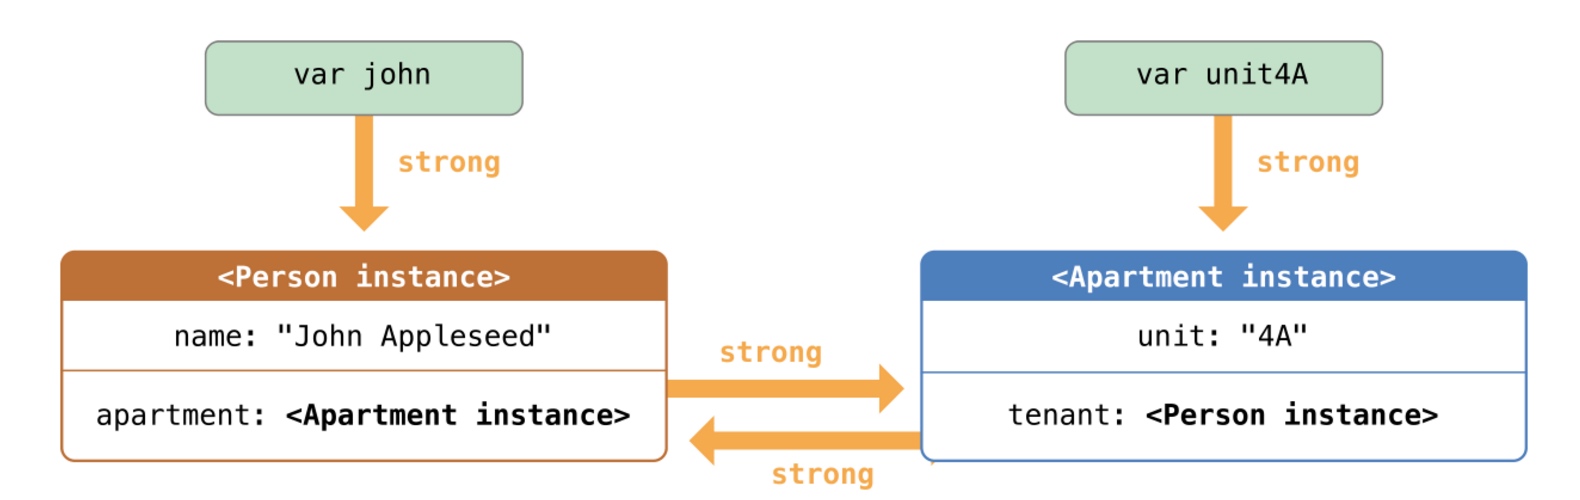 var john
var unit4A
strong
strong
<Person instance>
<Apartment instance>
name: "John Appleseed"
unit: "4A"
strong
apartment: <Apartment instance>
tenant: <Person instance>
strong